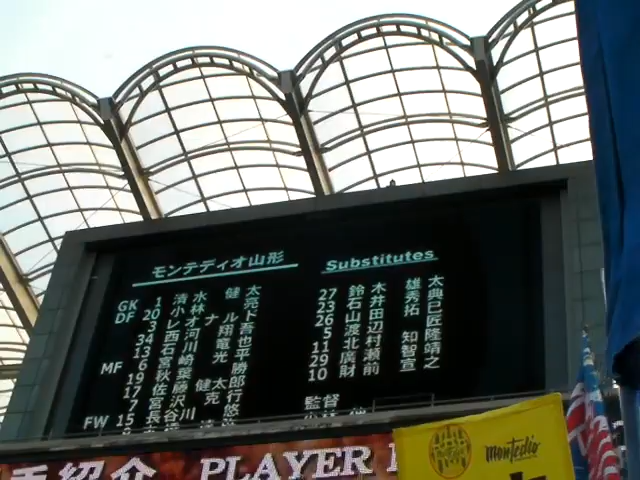 モンテディオ山形
GK 1 清水 健太
DF 20 小林 亮
3 レオナルド
34 西河 翔吾
13 石川 竜也
MF 6 宮崎 光平
19 秋葉 勝
17 佐藤 健太郎
7 宮沢 克行
FW 15 長谷川 悠
Substitutes
27 鈴木 雄太
23 石井 秀典
26 山田 拓巳
5 渡辺 匠
11 北村 知隆
29 廣瀬 智靖
10 財前 宣之
監督
手紹介 PLAYER
montedio